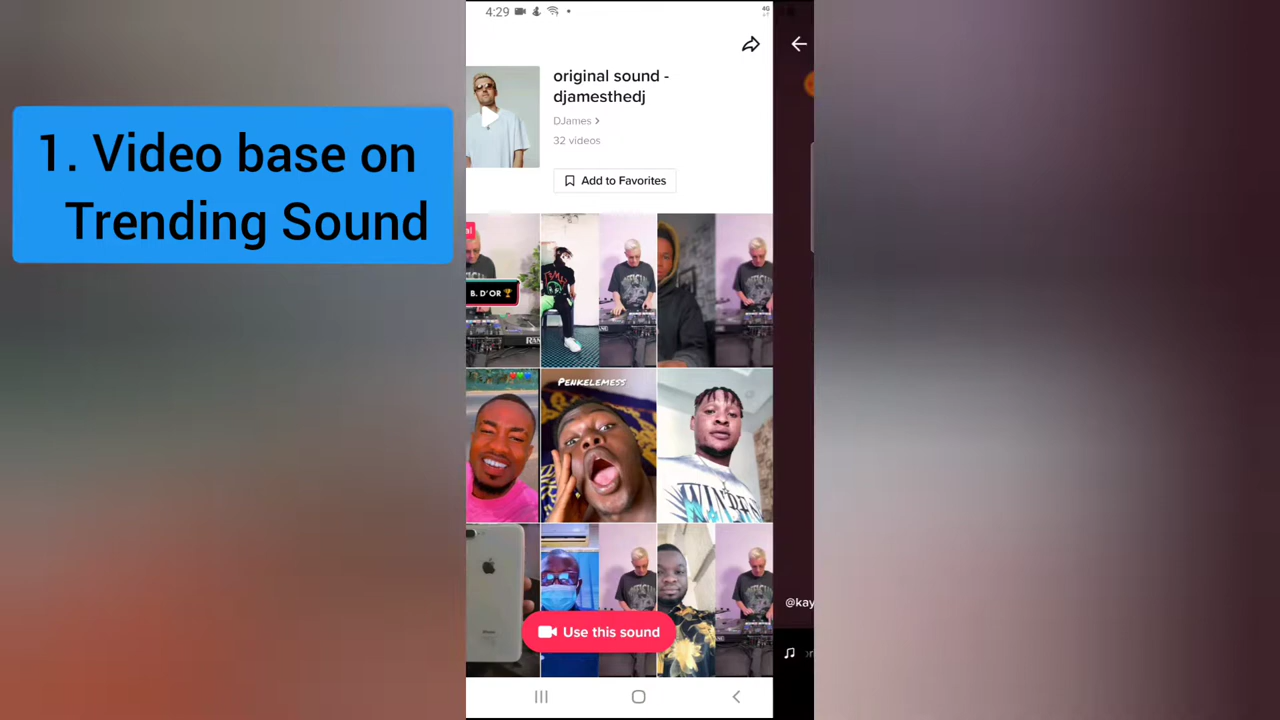 4:29
4G
original sound -
djamesthedj
DJames >
32 videos
Add to Favorites
1. Video base on
Trending Sound
B. D'OR
PENKELEMESS
Use this sound
@kay